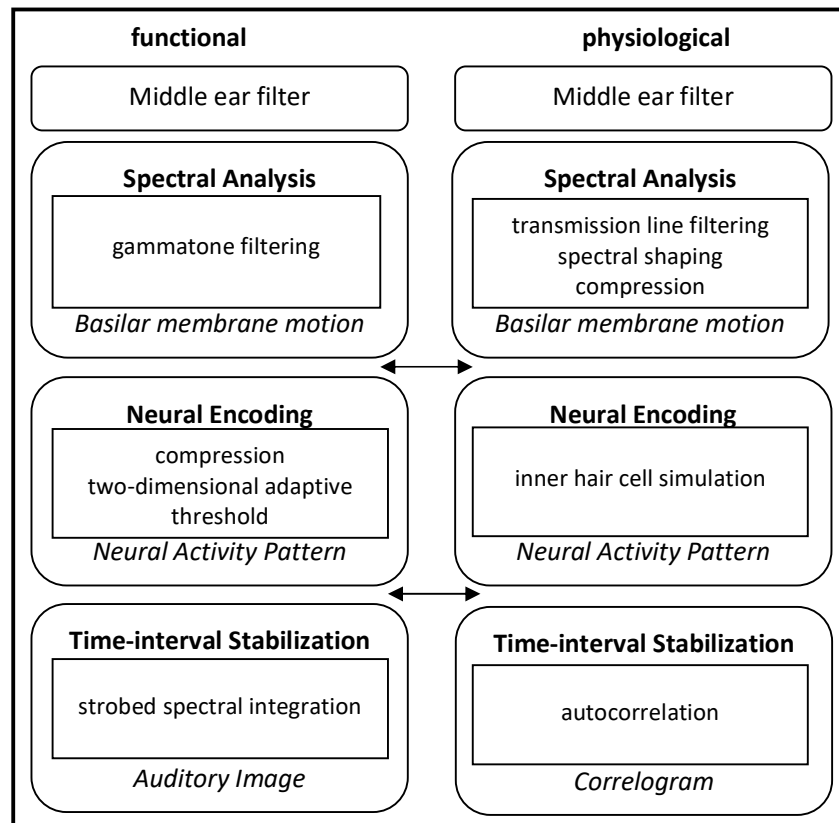 functional
Middle ear filter
Spectral Analysis
gammatone filtering
Basilar membrane motion
Neural Encoding
compression
two-dimensional adaptive
threshold
Neural Activity Pattern
Time-interval Stabilization
strobed spectral integration
Auditory Image
physiological
Middle ear filter
Spectral Analysis
transmission line filtering
spectral shaping
compression
Basilar membrane motion
Neural Encoding
inner hair cell simulation
Neural Activity Pattern
Time-interval Stabilization
autocorrelation
Correlogram